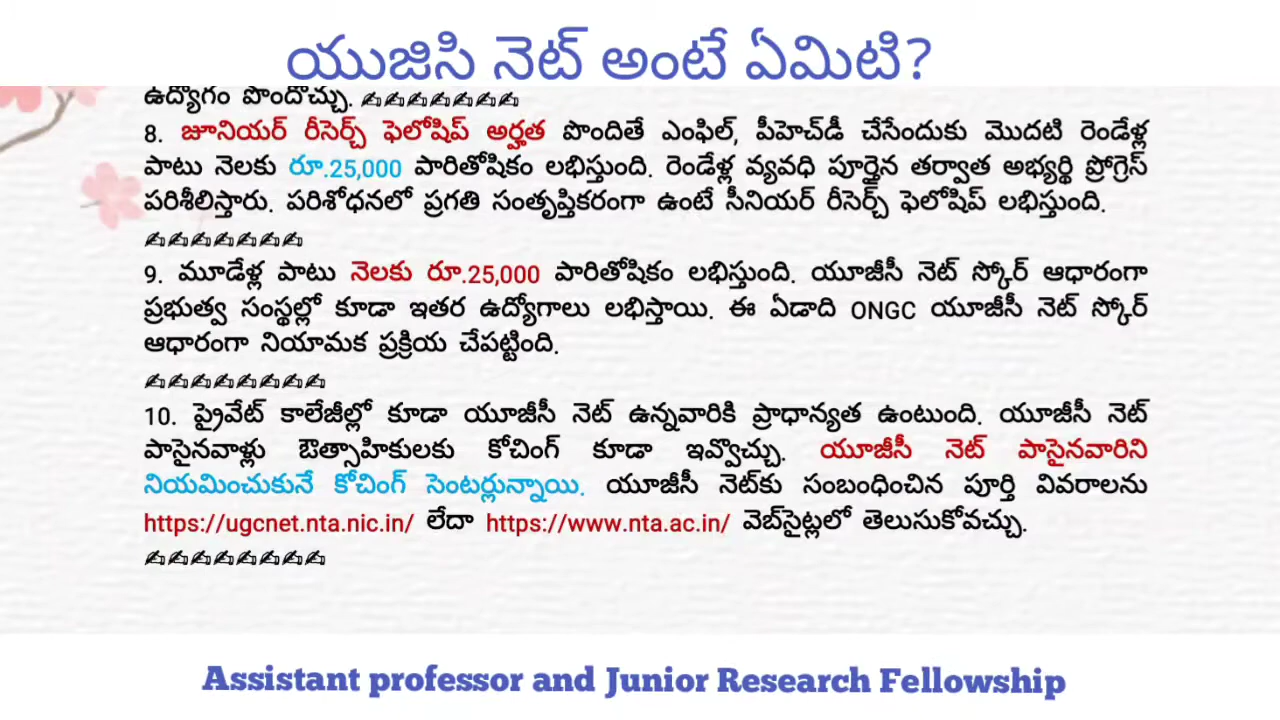 యుజిసి నెట్ అంటే ఏమిటి?
ఉద్యోగం పొందొచ్చు. ✍✍✍✍✍✍✍
8. జూనియర్ రీసెర్చ్ ఫెలోషిప్ అర్హత పొందితే ఎంఫిల్, పీహెచ్‌డీ చేసేందుకు మొదటి రెండేళ్ల
పాటు నెలకు రూ.25,000 పారితోషికం లభిస్తుంది. రెండేళ్ల వ్యవధి పూర్తైన తర్వాత అభ్యర్థి ప్రోగ్రెస్
పరిశీలిస్తారు. పరిశోధనలో ప్రగతి సంతృప్తికరంగా ఉంటే సీనియర్ రీసెర్చ్ ఫెలోషిప్ లభిస్తుంది.
✍✍✍✍✍✍✍
9. మూడేళ్ల పాటు నెలకు రూ.25,000 పారితోషికం లభిస్తుంది. యూజీసీ నెట్ స్కోర్ ఆధారంగా
ప్రభుత్వ సంస్థల్లో కూడా ఇతర ఉద్యోగాలు లభిస్తాయి. ఈ ఏడాది ONGC యూజీసీ నెట్ స్కోర్
ఆధారంగా నియామక ప్రక్రియ చేపట్టింది.
✍✍✍✍✍✍✍✍
10. ప్రైవేట్ కాలేజీల్లో కూడా యూజీసీ నెట్ ఉన్నవారికి ప్రాధాన్యత ఉంటుంది. యూజీసీ నెట్
పాసైనవాళ్లు ఔత్సాహికులకు కోచింగ్ కూడా ఇవ్వొచ్చు. యూజీసీ నెట్ పాసైనవారిని
నియమించుకునే కోచింగ్ సెంటర్లున్నాయి. యూజీసీ నెట్‌కు సంబంధించిన పూర్తి వివరాలను
https://ugcnet.nta.nic.in/ లేదా https://www.nta.ac.in/ వెబ్‌సైట్లలో తెలుసుకోవచ్చు.
✍✍✍✍✍✍✍✍
Assistant professor and Junior Research Fellowship